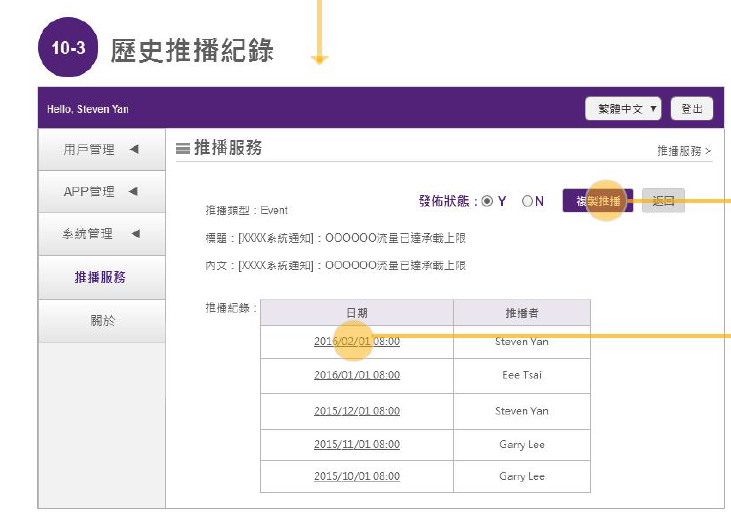 10-3 歷史推播紀錄
Hello, Steven Yan
繁體中文 ▼ 登出
用戶管理 ◀
APP管理 ◀
系統管理 ◀
推播服務
關於
推播服務
推播服務 >
發佈狀態：Y N 複製推播 返回
推播類型：Event
標題：[XXXX系統通知]：OOOOOO流量已達承載上限
內文：[XXXX系統通知]：OOOOOO流量已達承載上限
推播紀錄：
日期 推播者
2016/02/01 08:00 Steven Yan
2016/01/01 08:00 Eee Tsai
2015/12/01 08:00 Steven Yan
2015/11/01 08:00 Garry Lee
2015/10/01 08:00 Garry Lee